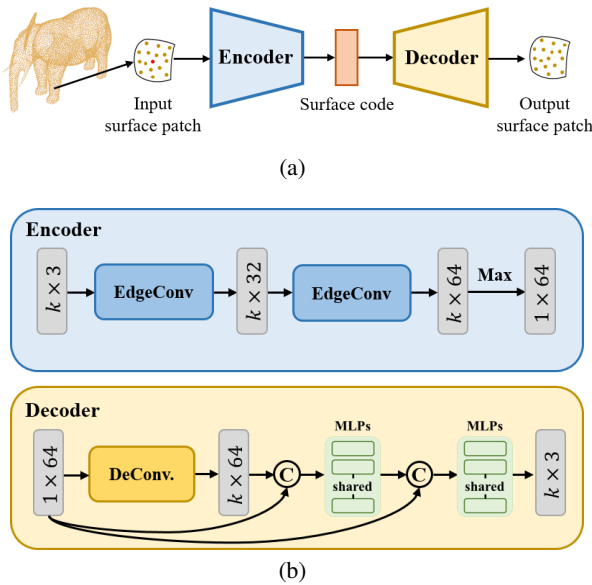 Encoder
Decoder
Input
surface patch
Surface code
Output
surface patch
(a)
Encoder
k × 3
EdgeConv
k × 32
EdgeConv
k × 64
Max
1 × 64
Decoder
MLPs
MLPs
1 × 64
DeConv.
k × 64
C
shared
C
shared
k × 3
(b)